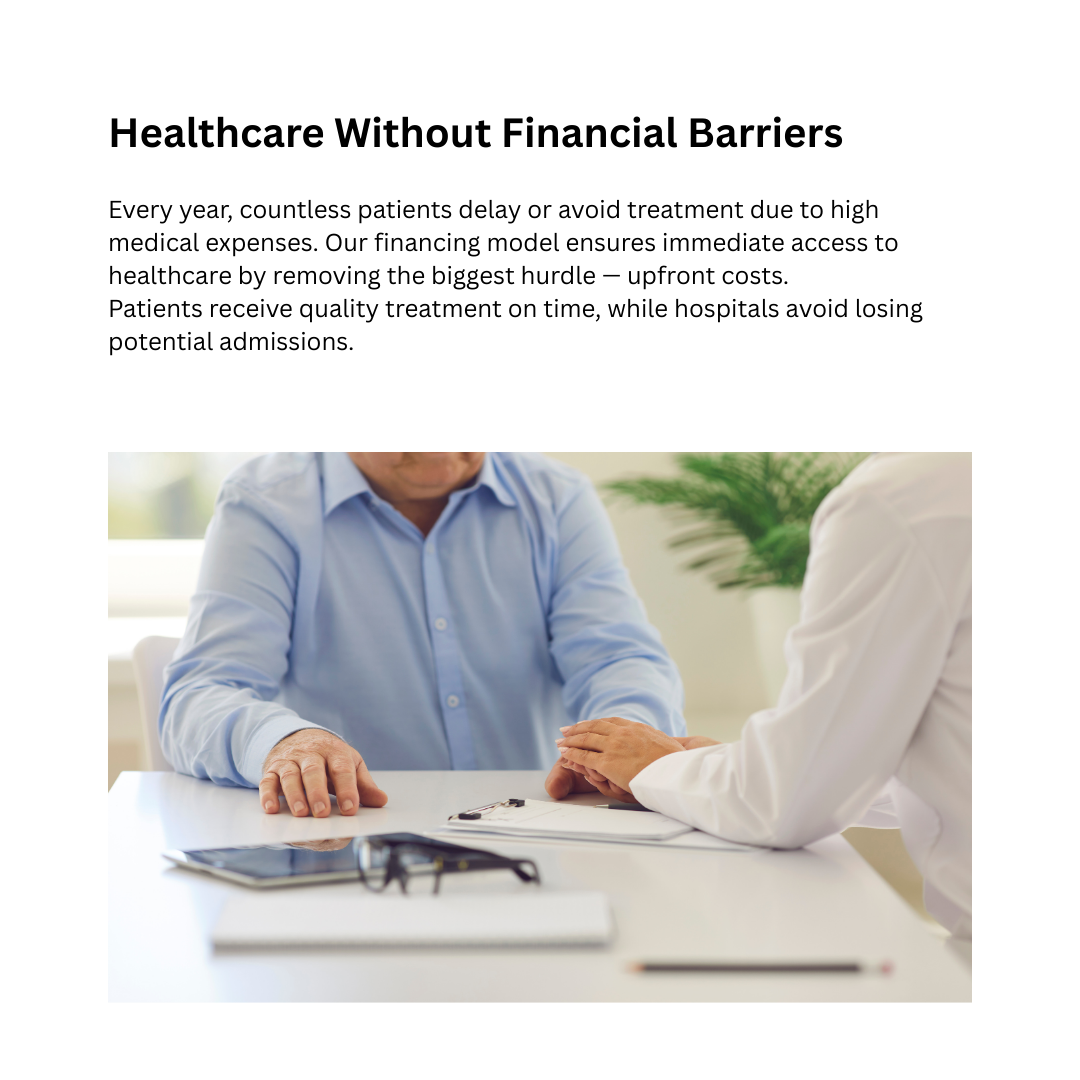 Healthcare Without Financial Barriers
Every year, countless patients delay or avoid treatment due to high
medical expenses. Our financing model ensures immediate access to
healthcare by removing the biggest hurdle — upfront costs.
Patients receive quality treatment on time, while hospitals avoid losing
potential admissions.